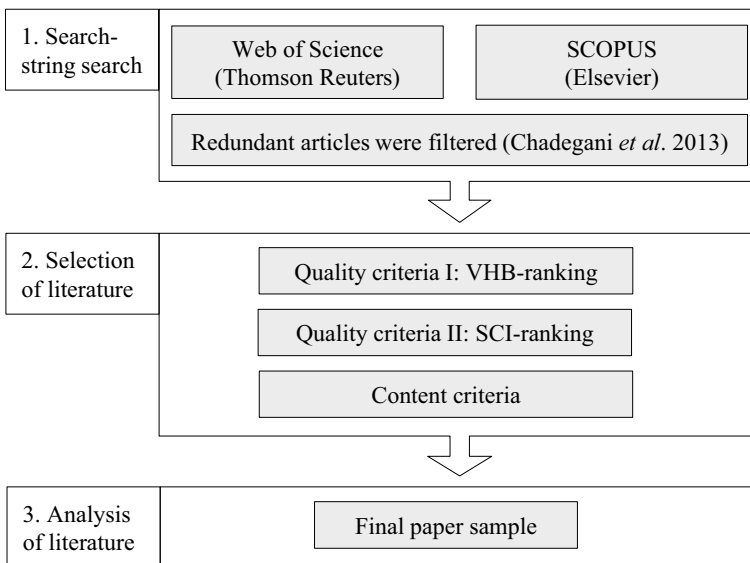 1. Search-
string search
Web of Science
(Thomson Reuters)
SCOPUS
(Elsevier)
Redundant articles were filtered (Chadegani et al. 2013)
2. Selection
of literature
Quality criteria I: VHB-ranking
Quality criteria II: SCI-ranking
Content criteria
3. Analysis
of literature
Final paper sample